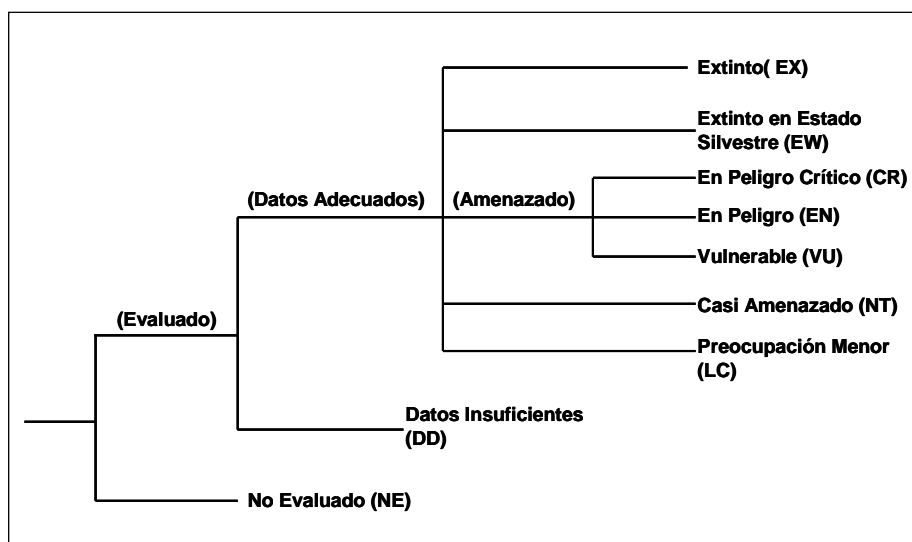 Extinto( EX)
Extinto en Estado
Silvestre (EW)
En Peligro Crítico (CR)
(Datos Adecuados)
(Amenazado)
En Peligro (EN)
Vulnerable (VU)
Casi Amenazado (NT)
(Evaluado)
Preocupación Menor
(LC)
Datos Insuficientes
(DD)
No Evaluado (NE)